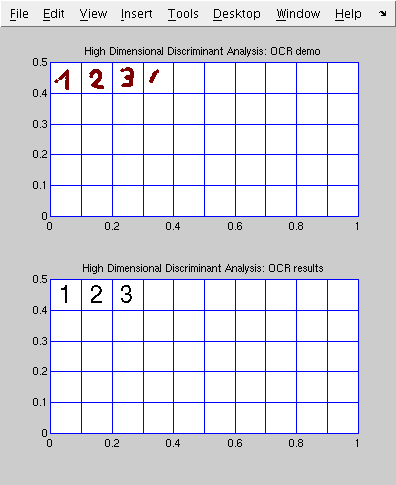 File Edit View Insert Tools Desktop Window Help
High Dimensional Discriminant Analysis: OCR demo
0.5
1 2 3
0.4
0.3
0.2
0.1
0
0 0.2 0.4 0.6 0.8 1
High Dimensional Discriminant Analysis: OCR results
0.5
1 2 3
0.4
0.3
0.2
0.1
0
0 0.2 0.4 0.6 0.8 1